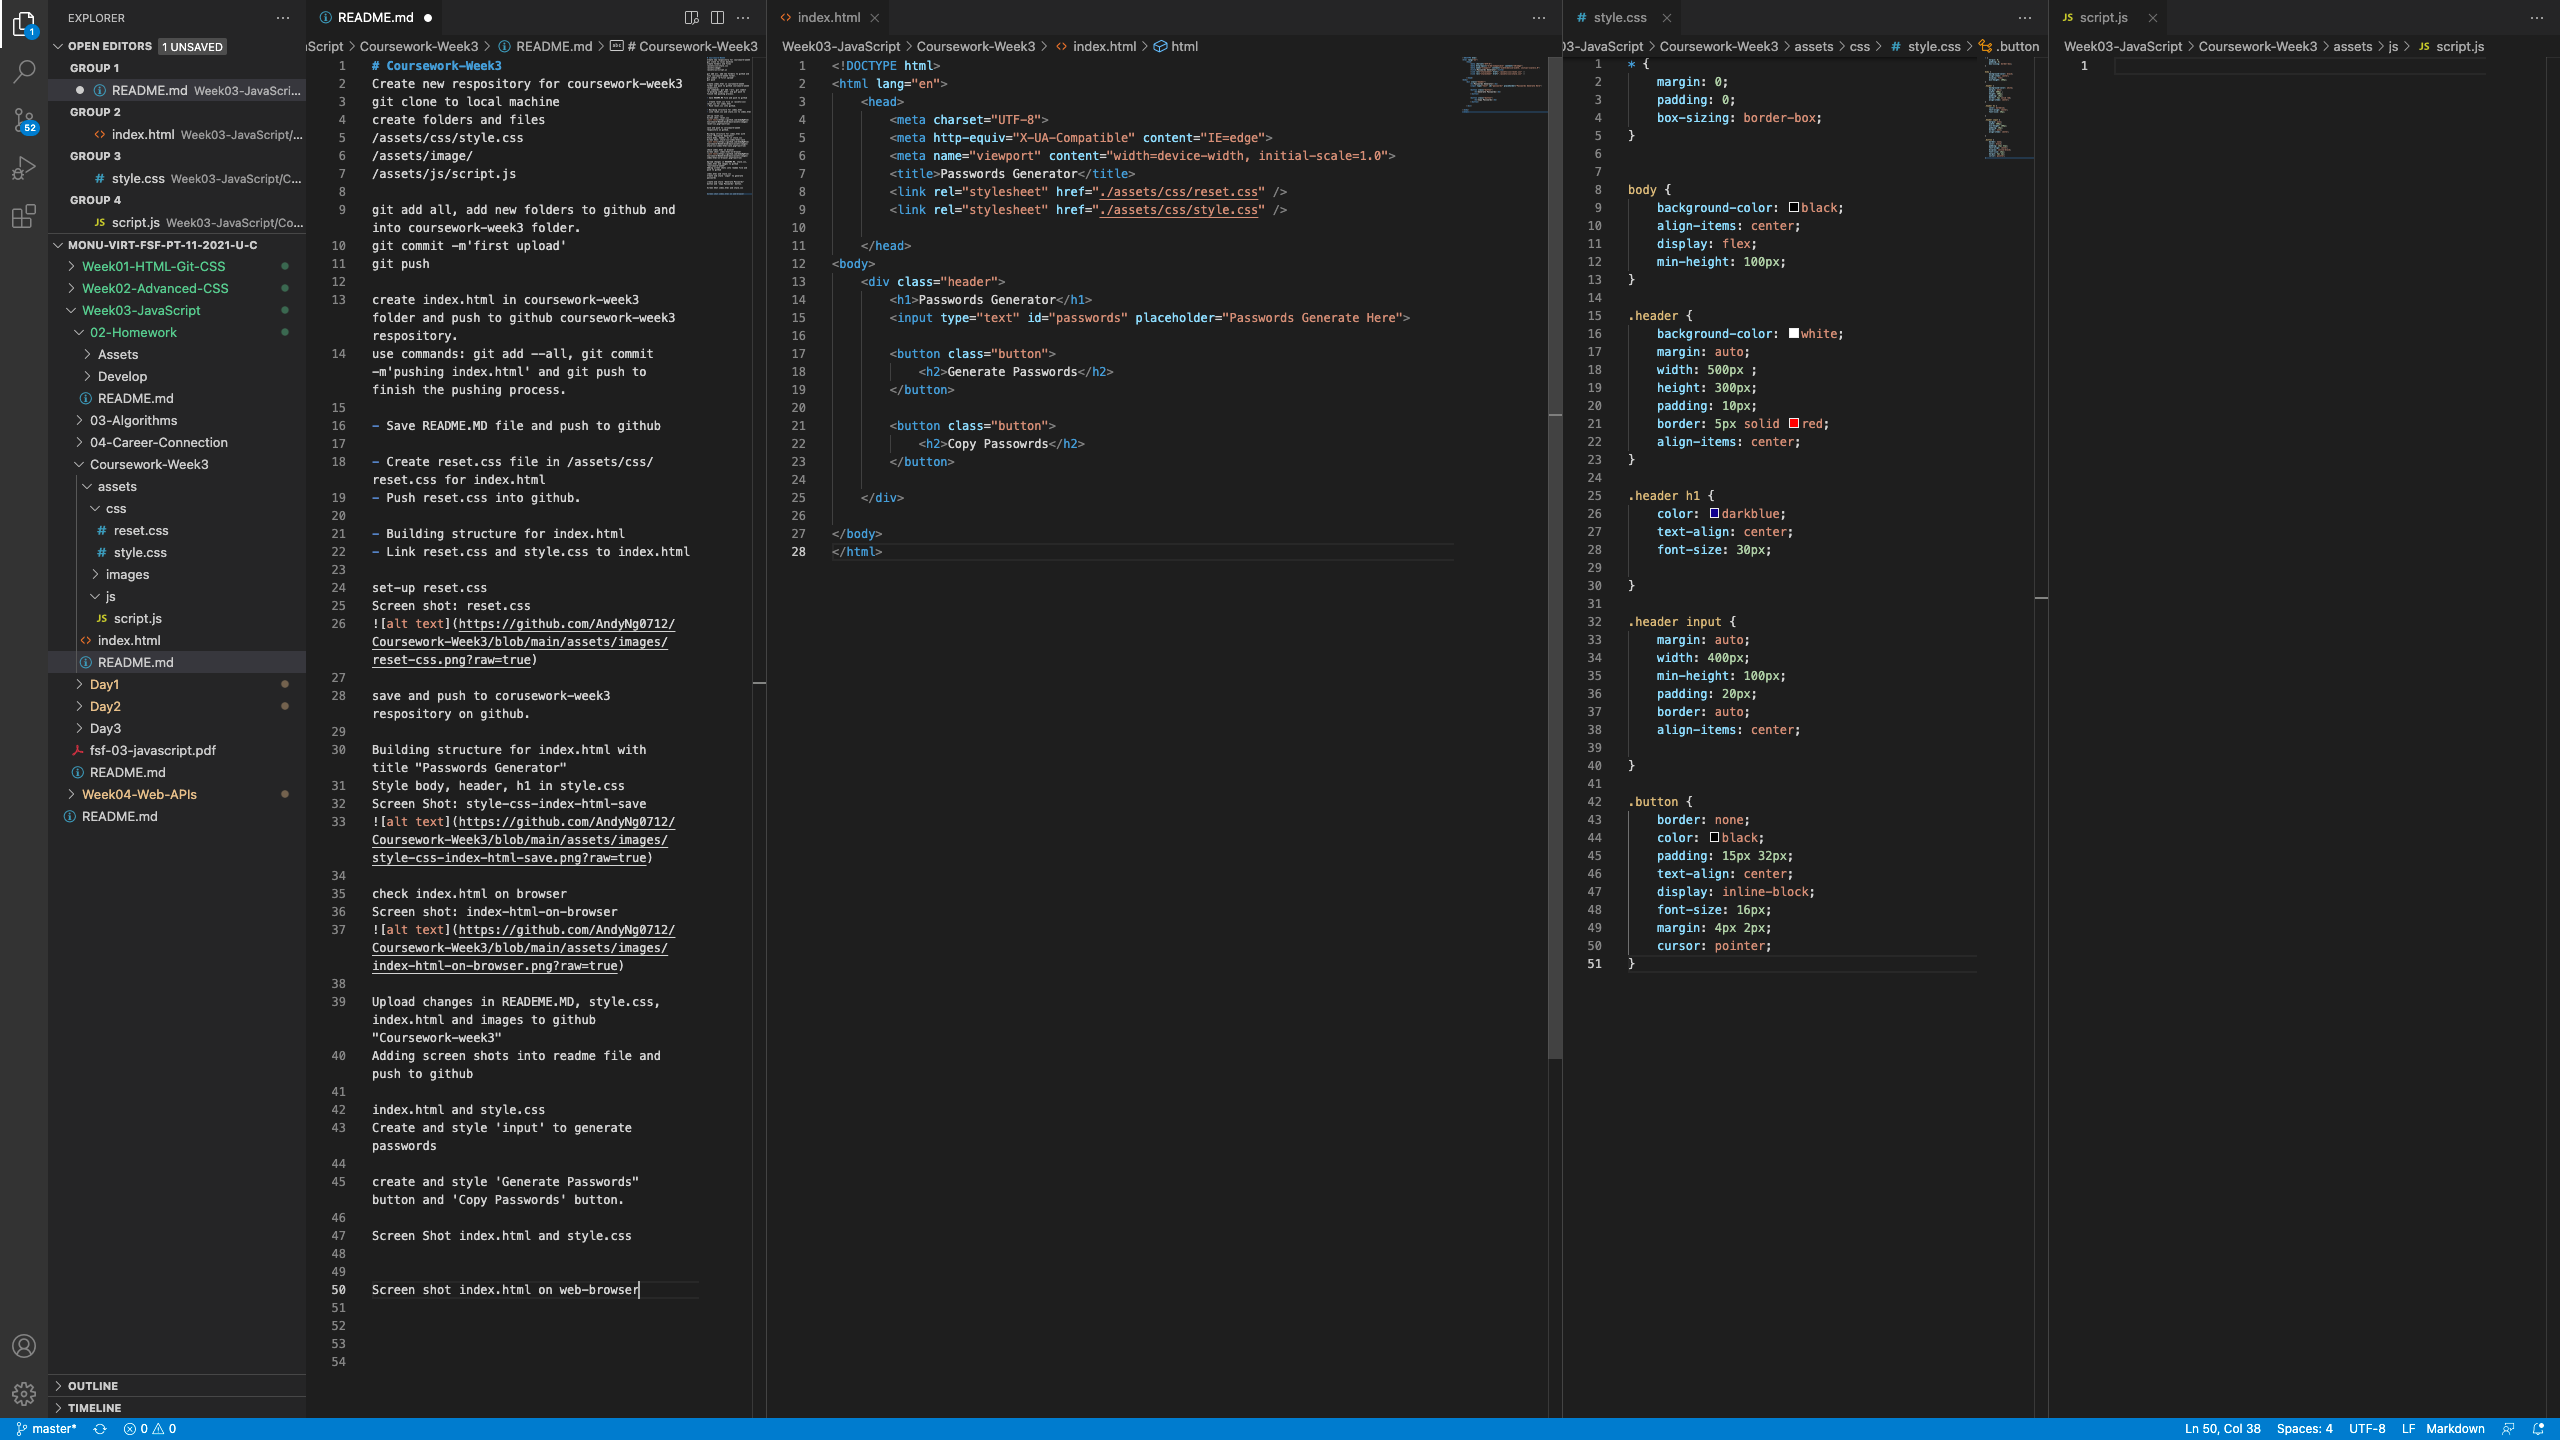 EXPLORER
OPEN EDITORS 1 UNSAVED
GROUP 1
README.md Week03-JavaScri...
GROUP 2
index.html Week03-JavaScript/...
GROUP 3
style.css Week03-JavaScript/C...
GROUP 4
script.js Week03-JavaScript/Co...
MONU-VIRT-FSF-PT-11-2021-U-C
Week01-HTML-Git-CSS
Week02-Advanced-CSS
Week03-JavaScript
02-Homework
Assets
Develop
README.md
03-Algorithms
04-Career-Connection
Coursework-Week3
assets
css
reset.css
style.css
images
js
script.js
index.html
README.md
Day1
Day2
Day3
fsf-03-javascript.pdf
README.md
Week04-Web-APIs
README.md
OUTLINE
TIMELINE
1
52
README.md
Script > Coursework-Week3 > README.md > # Coursework-Week3
1 # Coursework-Week3
2 Create new respository for coursework-week3
3 git clone to local machine
4 create folders and files
5 /assets/css/style.css
6 /assets/image/
7 /assets/js/script.js
8
9 git add all, add new folders to github and
into coursework-week3 folder.
10 git commit -m'first upload'
11 git push
12
13 create index.html in coursework-week3
folder and push to github coursework-week3
respository.
14 use commands: git add --all, git commit
-m'pushing index.html' and git push to
finish the pushing process.
15
16 - Save README.MD file and push to github
17
18 - Create reset.css file in /assets/css/
reset.css for index.html
19 - Push reset.css into github.
20
21 - Building structure for index.html
22 - Link reset.css and style.css to index.html
23
24 set-up reset.css
25 Screen shot: reset.css
26 ![alt text](https://github.com/AndyNg0712/
Coursework-Week3/blob/main/assets/images/
reset-css.png?raw=true)
27
28 save and push to corusework-week3
respository on github.
29
30 Building structure for index.html with
title "Passwords Generator"
31 Style body, header, h1 in style.css
32 Screen Shot: style-css-index-html-save
33 ![alt text](https://github.com/AndyNg0712/
Coursework-Week3/blob/main/assets/images/
style-css-index-html-save.png?raw=true)
34
35 check index.html on browser
36 Screen shot: index-html-on-browser
37 ![alt text](https://github.com/AndyNg0712/
Coursework-Week3/blob/main/assets/images/
index-html-on-browser.png?raw=true)
38
39 Upload changes in READEME.MD, style.css,
index.html and images to github
"Coursework-week3"
40 Adding screen shots into readme file and
push to github
41
42 index.html and style.css
43 Create and style 'input' to generate
passwords
44
45 create and style 'Generate Passwords"
button and 'Copy Passwords' button.
46
47 Screen Shot index.html and style.css
48
49
50 Screen shot index.html on web-browser
51
52
53
54
index.html
Week03-JavaScript > Coursework-Week3 > index.html > html
1 <!DOCTYPE html>
2 <html lang="en">
3 <head>
4 <meta charset="UTF-8">
5 <meta http-equiv="X-UA-Compatible" content="IE=edge">
6 <meta name="viewport" content="width=device-width, initial-scale=1.0">
7 <title>Passwords Generator</title>
8 <link rel="stylesheet" href="./assets/css/reset.css" />
9 <link rel="stylesheet" href="./assets/css/style.css" />
10
11 </head>
12 <body>
13 <div class="header">
14 <h1>Passwords Generator</h1>
15 <input type="text" id="passwords" placeholder="Passwords Generate Here">
16
17 <button class="button">
18 <h2>Generate Passwords</h2>
19 </button>
20
21 <button class="button">
22 <h2>Copy Passowrds</h2>
23 </button>
24
25 </div>
26
27 </body>
28 </html>
style.css
03-JavaScript > Coursework-Week3 > assets > css > # style.css > .button
1 * {
2 margin: 0;
3 padding: 0;
4 box-sizing: border-box;
5 }
6
7
8 body {
9 background-color: black;
10 align-items: center;
11 display: flex;
12 min-height: 100px;
13 }
14
15 .header {
16 background-color: white;
17 margin: auto;
18 width: 500px ;
19 height: 300px;
20 padding: 10px;
21 border: 5px solid red;
22 align-items: center;
23 }
24
25 .header h1 {
26 color: darkblue;
27 text-align: center;
28 font-size: 30px;
29
30 }
31
32 .header input {
33 margin: auto;
34 width: 400px;
35 min-height: 100px;
36 padding: 20px;
37 border: auto;
38 align-items: center;
39
40 }
41
42 .button {
43 border: none;
44 color: black;
45 padding: 15px 32px;
46 text-align: center;
47 display: inline-block;
48 font-size: 16px;
49 margin: 4px 2px;
50 cursor: pointer;
51 }
JS script.js
Week03-JavaScript > Coursework-Week3 > assets > js > JS script.js
1
master* 0 0
Ln 50, Col 38 Spaces: 4 UTF-8 LF Markdown